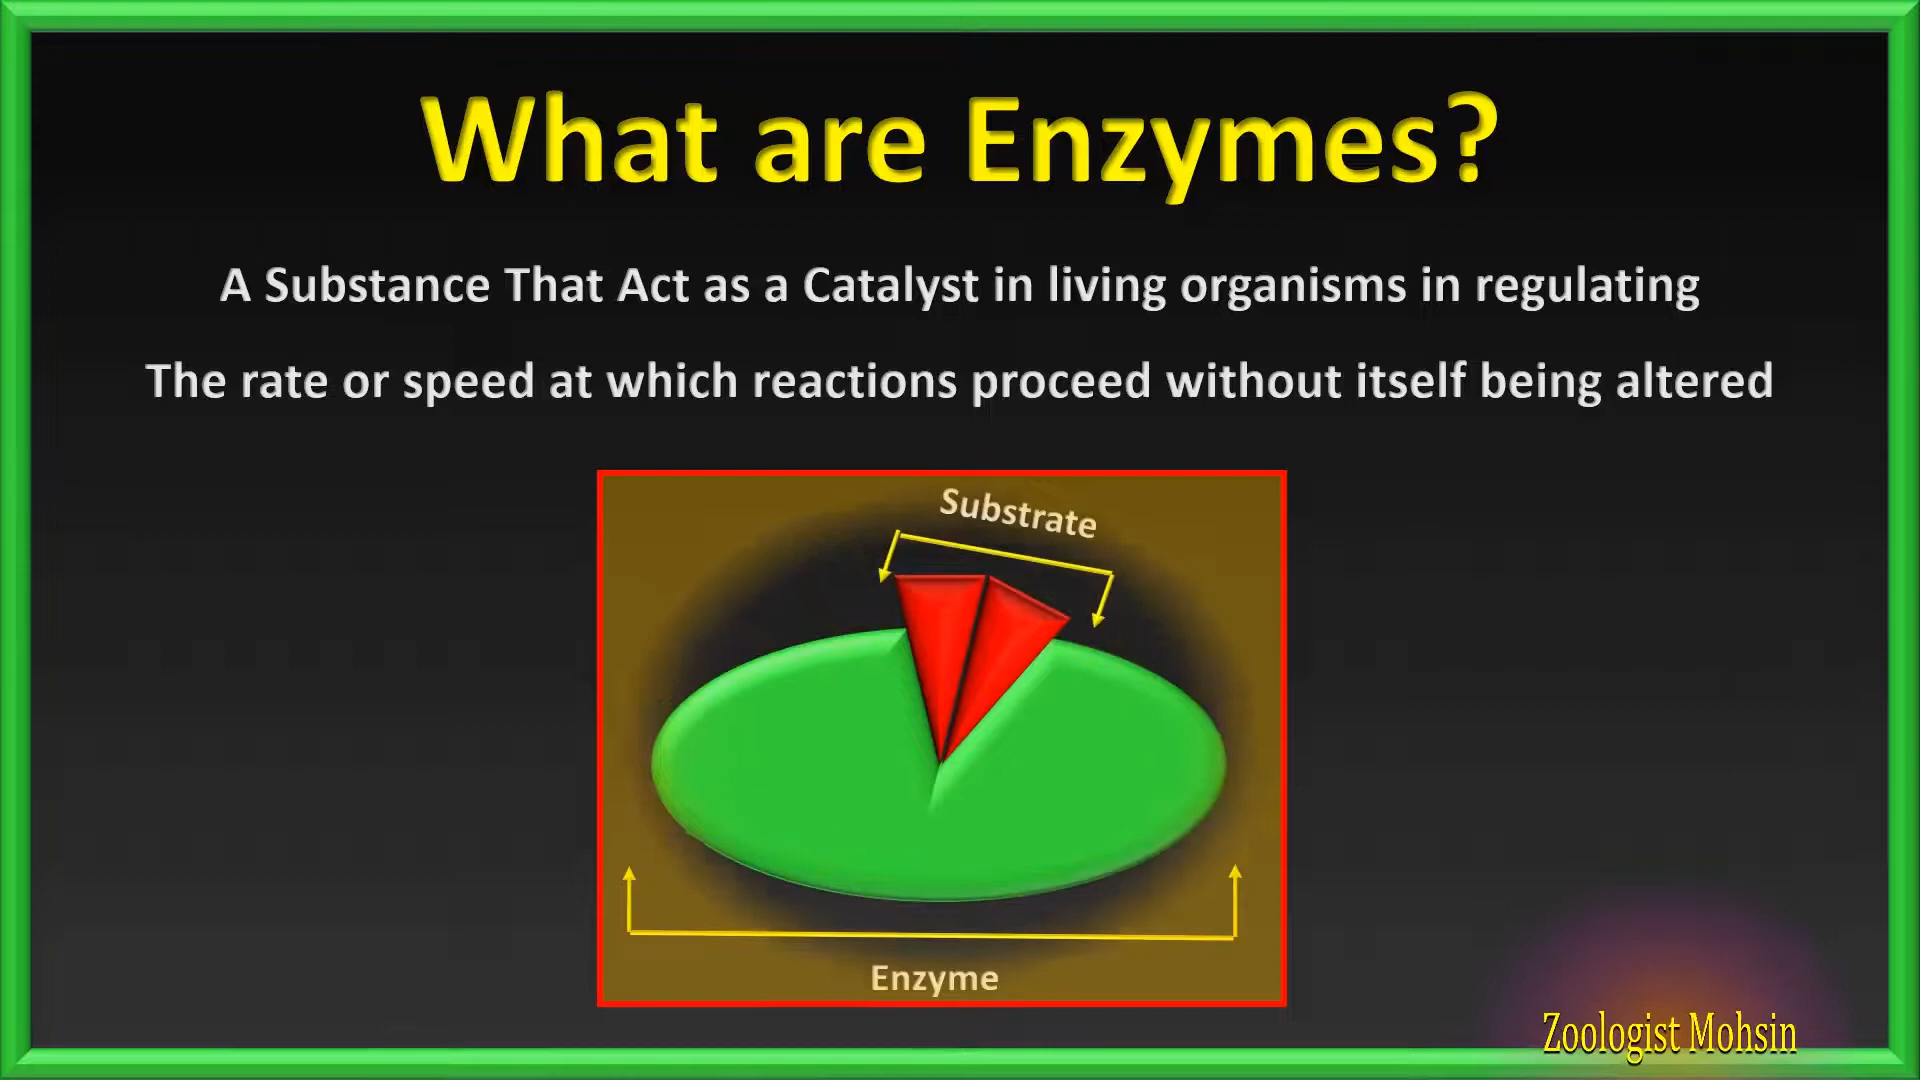 What are Enzymes?
A Substance That Act as a Catalyst in living organisms in regulating
The rate or speed at which reactions proceed without itself being altered
Substrate
Enzyme
Zoologist Mohsin